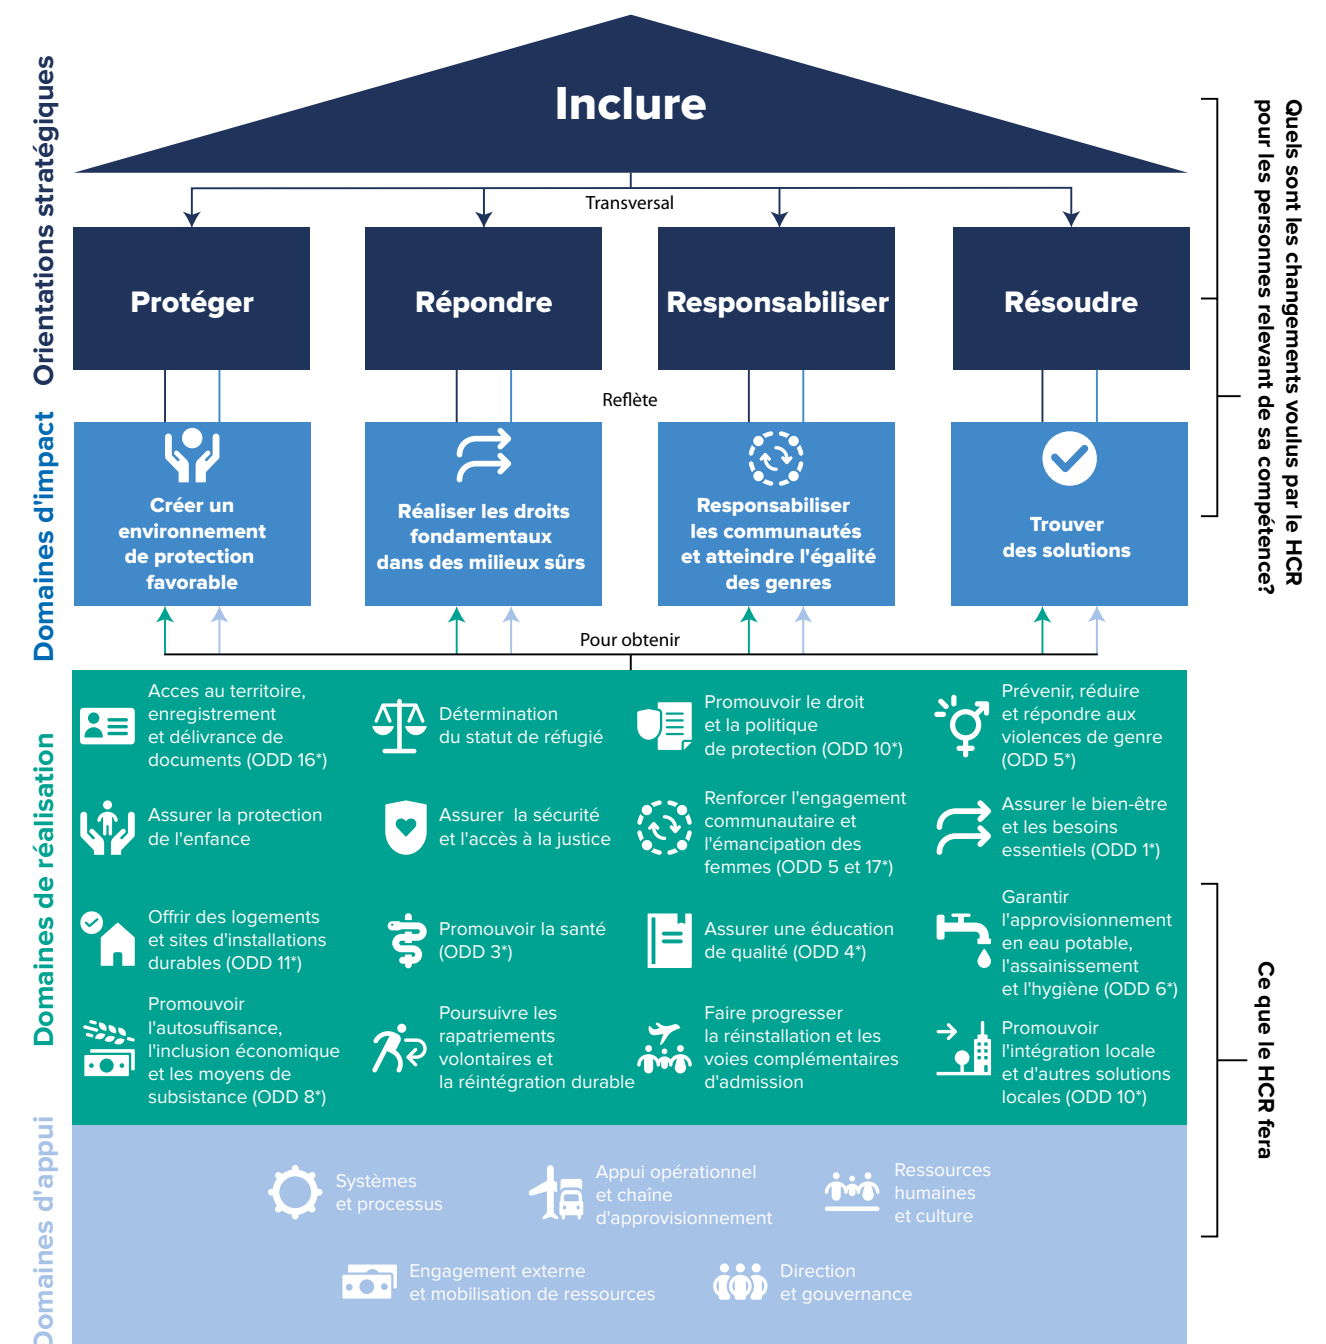 Orientations stratégiques
Inclure
Transversal
Protéger
Répondre
Responsabiliser
Résoudre
Quels sont les changements voulus par le HCR
pour les personnes relevant de sa compétence?
Reflète
Domaines d'impact
Créer un
environnement
de protection
favorable
Réaliser les droits
fondamentaux
dans des milieux sûrs
Responsabiliser
les communautés
et atteindre l'égalité
des genres
Trouver
des solutions
Pour obtenir
Domaines de réalisation
Acces au territoire,
enregistrement
et délivrance de
documents (ODD 16*)
Détermination
du statut de réfugié
Promouvoir le droit
et la politique
de protection (ODD 10*)
Prévenir, réduire
et répondre aux
violences de genre
(ODD 5*)
Assurer la protection
de l'enfance
Assurer la sécurité
et l'accès à la justice
Renforcer l'engagement
communautaire et
l'émancipation des
femmes (ODD 5 et 17*)
Assurer le bien-être
et les besoins
essentiels (ODD 1*)
Offrir des logements
et sites d'installations
durables (ODD 11*)
Promouvoir la santé
(ODD 3*)
Assurer une éducation
de qualité (ODD 4*)
Garantir
l'approvisionnement
en eau potable,
l'assainissement
et l'hygiène (ODD 6*)
Promouvoir
l'autosuffisance,
l'inclusion économique
et les moyens de
subsistance (ODD 8*)
Poursuivre les
rapatriements
volontaires et
la réintégration durable
Faire progresser
la réinstallation et les
voies complémentaires
d'admission
Promouvoir
l'intégration locale
et d'autres solutions
locales (ODD 10*)
Ce que le HCR fera
Domaines d'appui
Systèmes
et processus
Appui opérationnel
et chaîne
d'approvisionnement
Ressources
humaines
et culture
Engagement externe
et mobilisation de ressources
Direction
et gouvernance